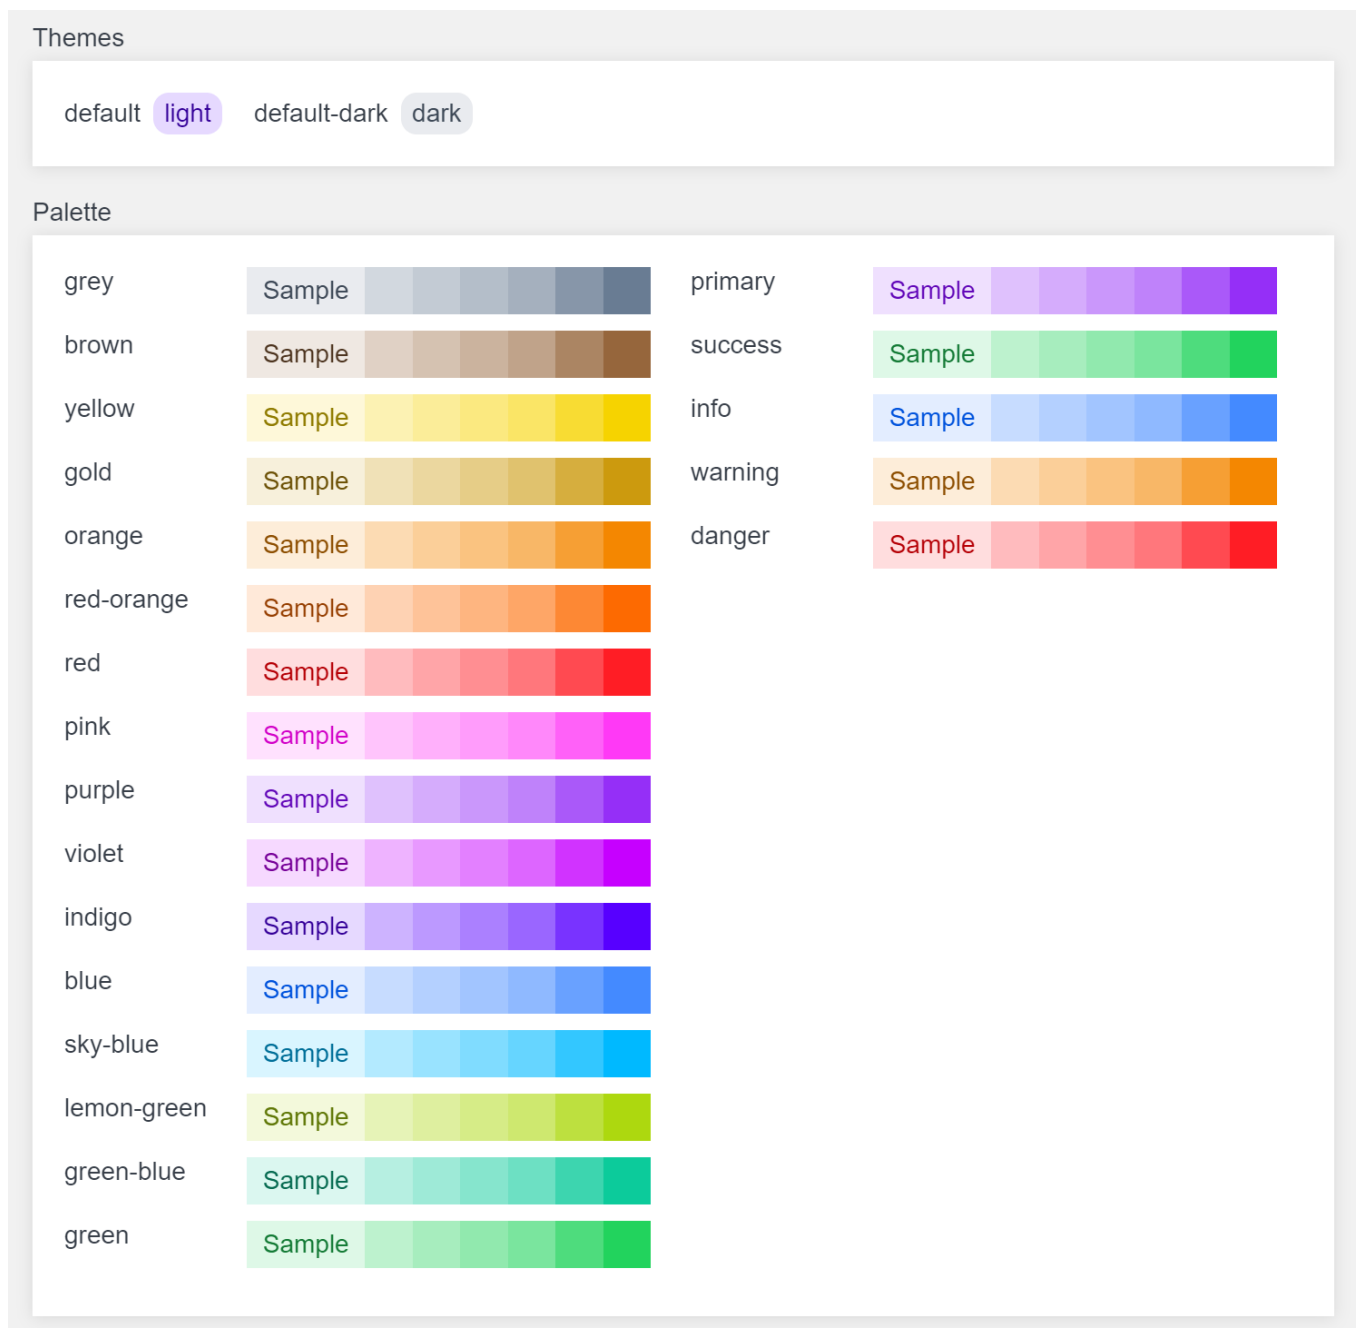 Themes
default light default-dark dark
Palette
grey Sample
brown Sample
yellow Sample
gold Sample
orange Sample
red-orange Sample
red Sample
pink Sample
purple Sample
violet Sample
indigo Sample
blue Sample
sky-blue Sample
lemon-green Sample
green-blue Sample
green Sample
primary Sample
success Sample
info Sample
warning Sample
danger Sample